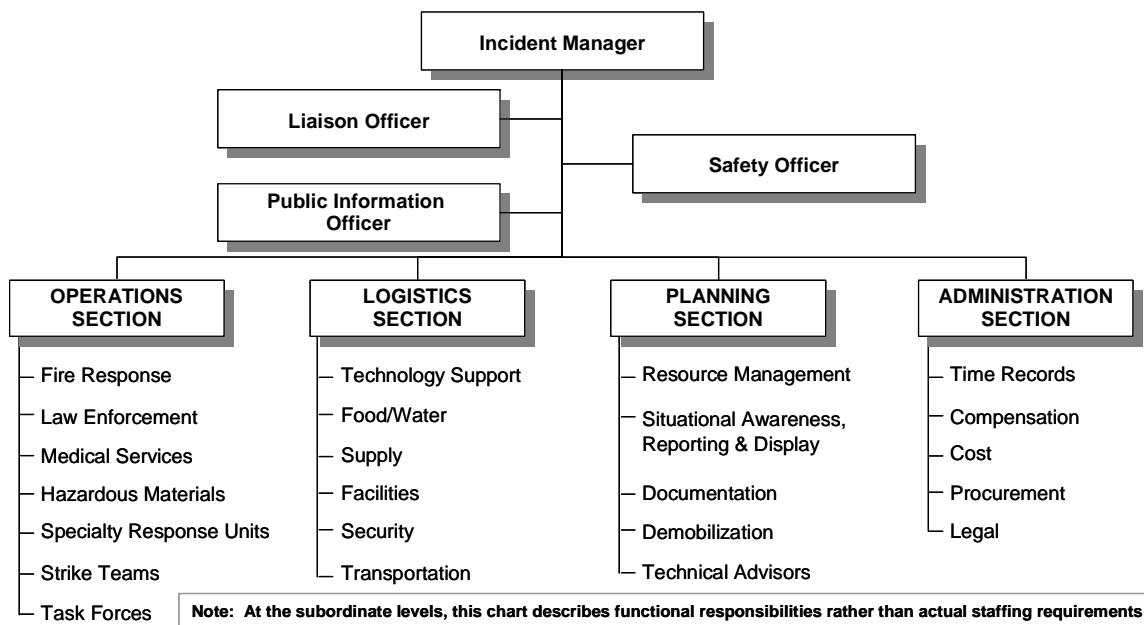 Incident Manager
Liaison Officer
Safety Officer
Public Information
Officer
OPERATIONS
SECTION
Fire Response
Law Enforcement
Medical Services
Hazardous Materials
Specialty Response Units
Strike Teams
Task Forces
LOGISTICS
SECTION
Technology Support
Food/Water
Supply
Facilities
Security
Transportation
PLANNING
SECTION
Resource Management
Situational Awareness,
Reporting & Display
Documentation
Demobilization
Technical Advisors
ADMINISTRATION
SECTION
Time Records
Compensation
Cost
Procurement
Legal
Note: At the subordinate levels, this chart describes functional responsibilities rather than actual staffing requirements